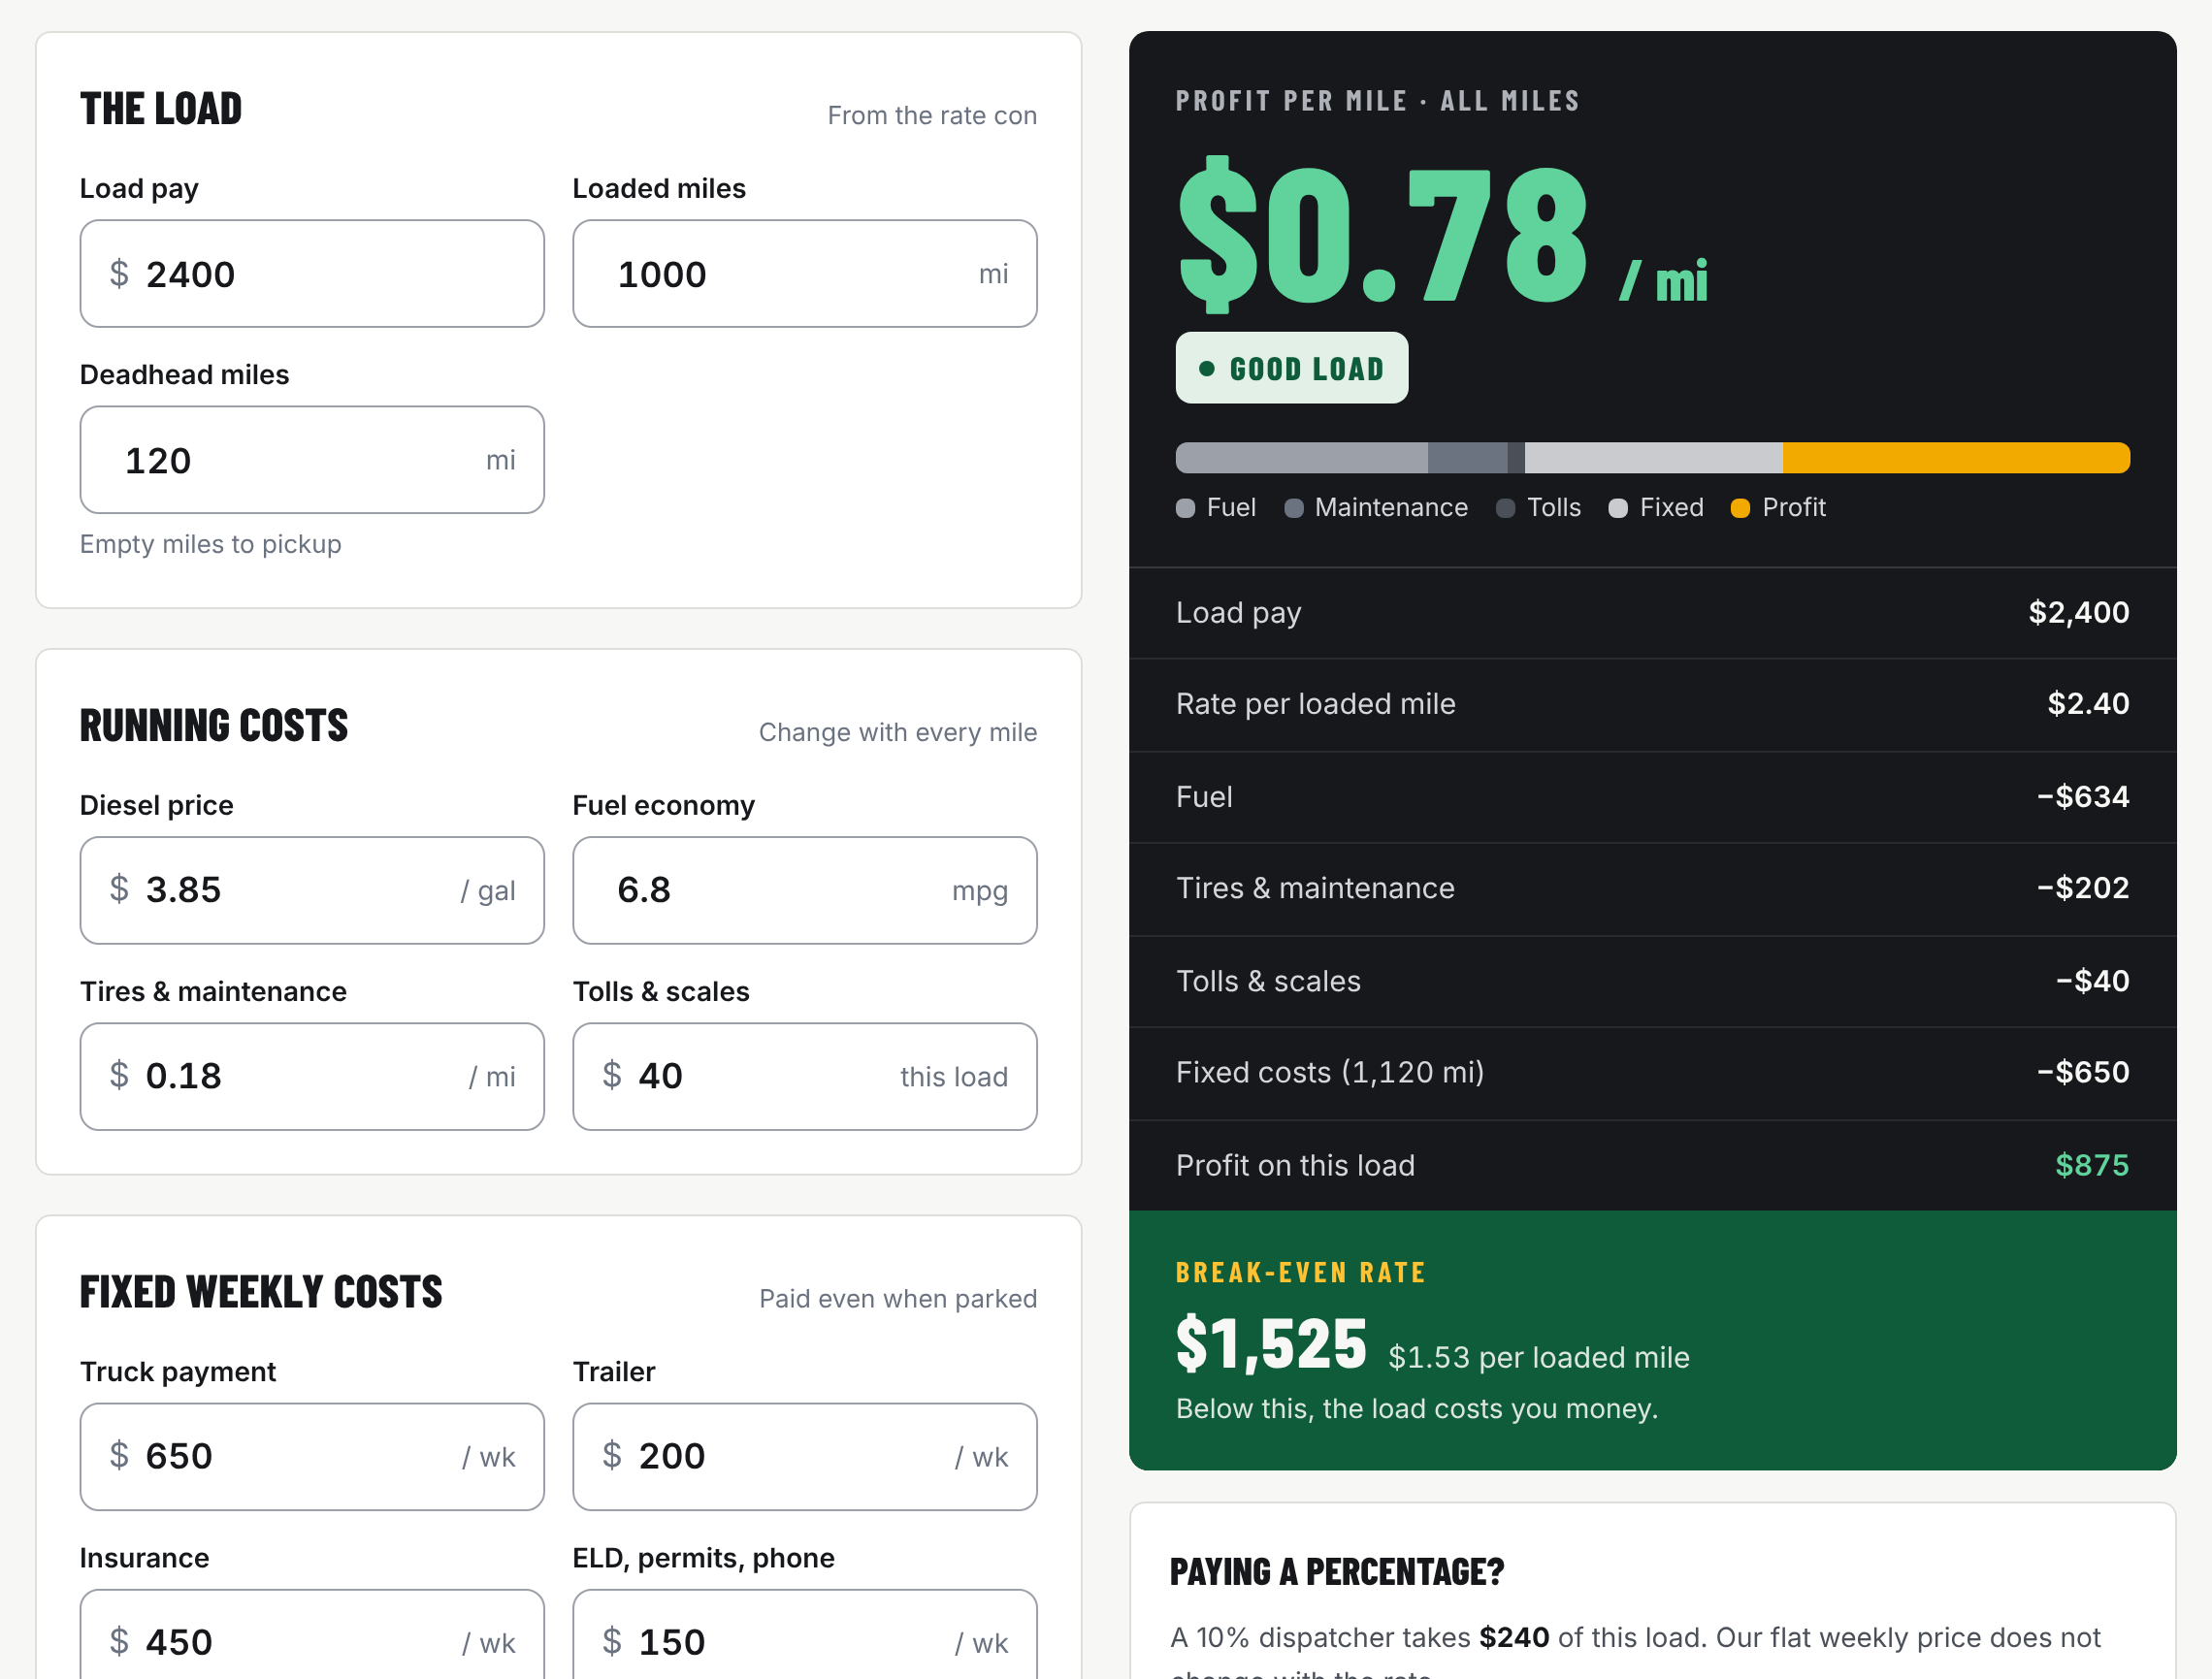 THE LOAD
From the rate con
Load pay
Loaded miles
$ 2400
1000 mi
Deadhead miles
120 mi
Empty miles to pickup
RUNNING COSTS
Change with every mile
Diesel price
Fuel economy
$ 3.85 / gal
6.8 mpg
Tires & maintenance
Tolls & scales
$ 0.18 / mi
$ 40 this load
FIXED WEEKLY COSTS
Paid even when parked
Truck payment
Trailer
$ 650 / wk
$ 200 / wk
Insurance
ELD, permits, phone
$ 450 / wk
$ 150 / wk
PROFIT PER MILE · ALL MILES
$0.78 / mi
GOOD LOAD
Fuel Maintenance Tolls Fixed Profit
Load pay $2,400
Rate per loaded mile $2.40
Fuel −$634
Tires & maintenance −$202
Tolls & scales −$40
Fixed costs (1,120 mi) −$650
Profit on this load $875
BREAK-EVEN RATE
$1,525 $1.53 per loaded mile
Below this, the load costs you money.
PAYING A PERCENTAGE?
A 10% dispatcher takes $240 of this load. Our flat weekly price does not
change with the rate.